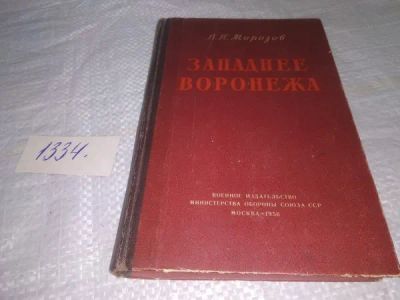 В.П.Морозов
ЗАПАДНЕЕ
ВОРОНЕЖА
ВОЕННОЕ ИЗДАТЕЛЬСТВО
МИНИСТЕРСТВА ОБОРОНЫ СОЮЗА ССР
МОСКВА—1956
1334.